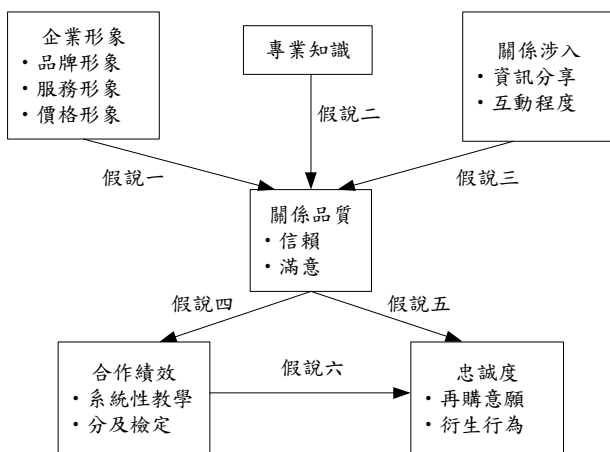 企業形象
・品牌形象
・服務形象
・價格形象
專業知識
關係涉入
・資訊分享
・互動程度
假說一
假說二
假說三
關係品質
・信賴
・滿意
假說四
假說五
合作績效
・系統性教學
・分及檢定
假說六
忠誠度
・再購意願
・衍生行為